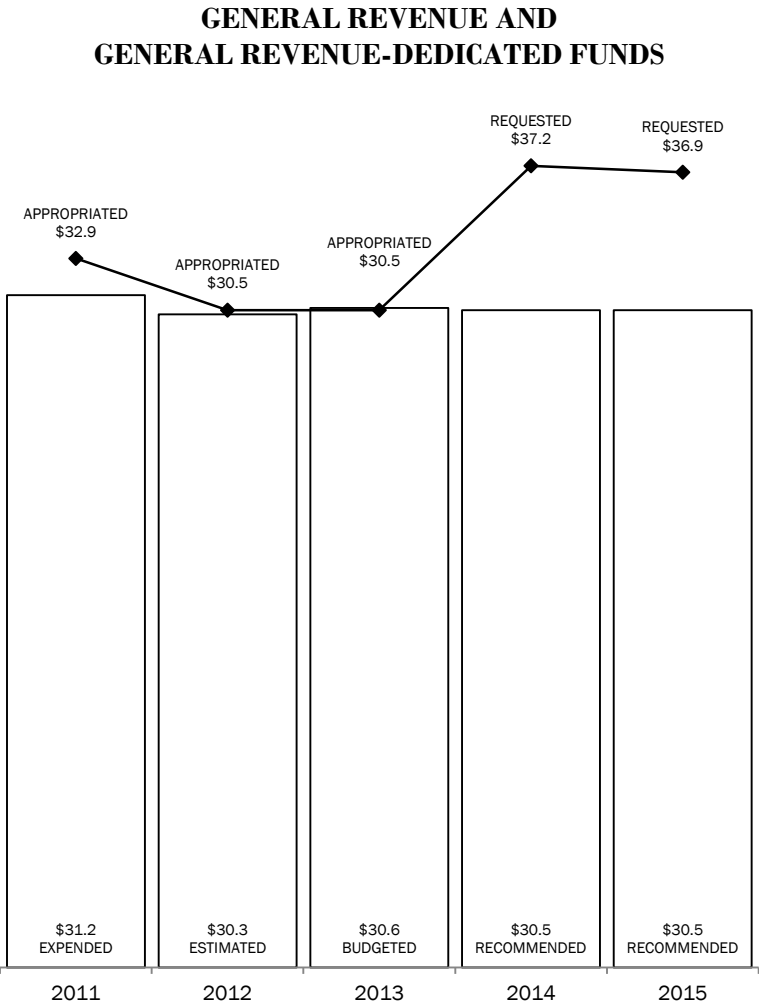 GENERAL REVENUE AND
GENERAL REVENUE-DEDICATED FUNDS
REQUESTED
$37.2
REQUESTED
$36.9
APPROPRIATED
$32.9
APPROPRIATED
$30.5
APPROPRIATED
$30.5
$31.2
EXPENDED
$30.3
ESTIMATED
$30.6
BUDGETED
$30.5
RECOMMENDED
$30.5
RECOMMENDED
2011
2012
2013
2014
2015